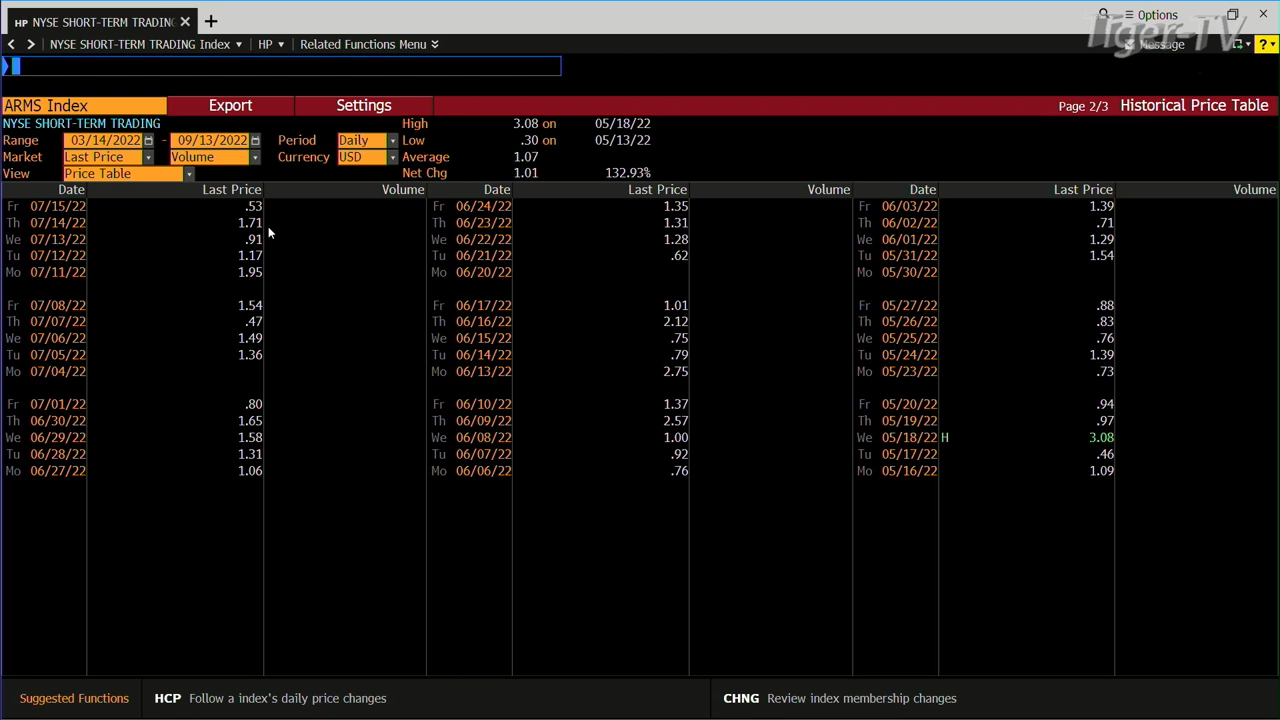 HP NYSE SHORT-TERM TRADING
Options
Tiger-TV
NYSE SHORT-TERM TRADING Index HP Related Functions Menu
Message
?
ARMS Index Export Settings Page 2/3 Historical Price Table
NYSE SHORT-TERM TRADING High 3.08 on 05/18/22
Range 03/14/2022 - 09/13/2022 Period Daily Low .30 on 05/13/22
Market Last Price Volume Currency USD Average 1.07
View Price Table Net Chg 1.01 132.93%
Date Last Price Volume Date Last Price Volume Date Last Price Volume
Fr 07/15/22 .53 Fr 06/24/22 1.35 Fr 06/03/22 1.39
Th 07/14/22 1.71 Th 06/23/22 1.31 Th 06/02/22 .71
We 07/13/22 .91 We 06/22/22 1.28 We 06/01/22 1.29
Tu 07/12/22 1.17 Tu 06/21/22 .62 Tu 05/31/22 1.54
Mo 07/11/22 1.95 Mo 06/20/22 Mo 05/30/22
Fr 07/08/22 1.54 Fr 06/17/22 1.01 Fr 05/27/22 .88
Th 07/07/22 .47 Th 06/16/22 2.12 Th 05/26/22 .83
We 07/06/22 1.49 We 06/15/22 .75 We 05/25/22 .76
Tu 07/05/22 1.36 Tu 06/14/22 .79 Tu 05/24/22 1.39
Mo 07/04/22 Mo 06/13/22 2.75 Mo 05/23/22 .73
Fr 07/01/22 .80 Fr 06/10/22 1.37 Fr 05/20/22 .94
Th 06/30/22 1.65 Th 06/09/22 2.57 Th 05/19/22 .97
We 06/29/22 1.58 We 06/08/22 1.00 We 05/18/22 H 3.08
Tu 06/28/22 1.31 Tu 06/07/22 .92 Tu 05/17/22 .46
Mo 06/27/22 1.06 Mo 06/06/22 .76 Mo 05/16/22 1.09
Suggested Functions HCP Follow a index's daily price changes CHNG Review index membership changes